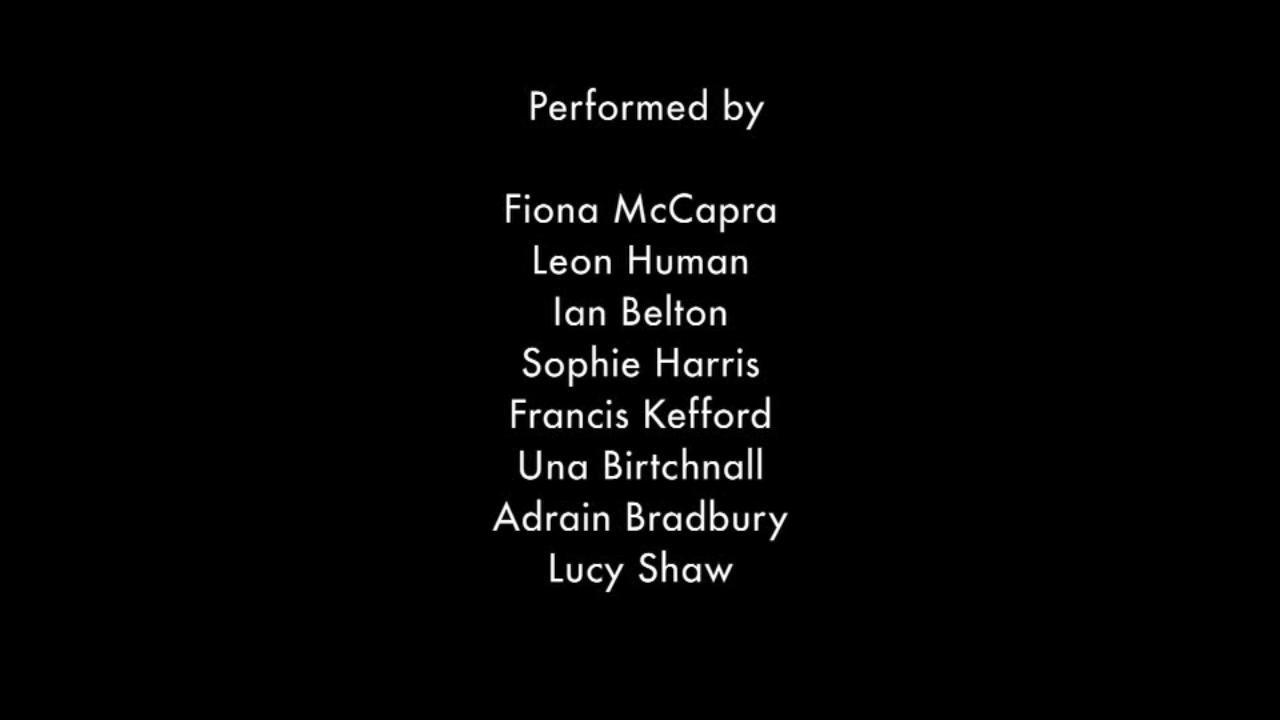 Performed by
Fiona McCapra
Leon Human
Ian Belton
Sophie Harris
Francis Kefford
Una Birtchnall
Adrain Bradbury
Lucy Shaw